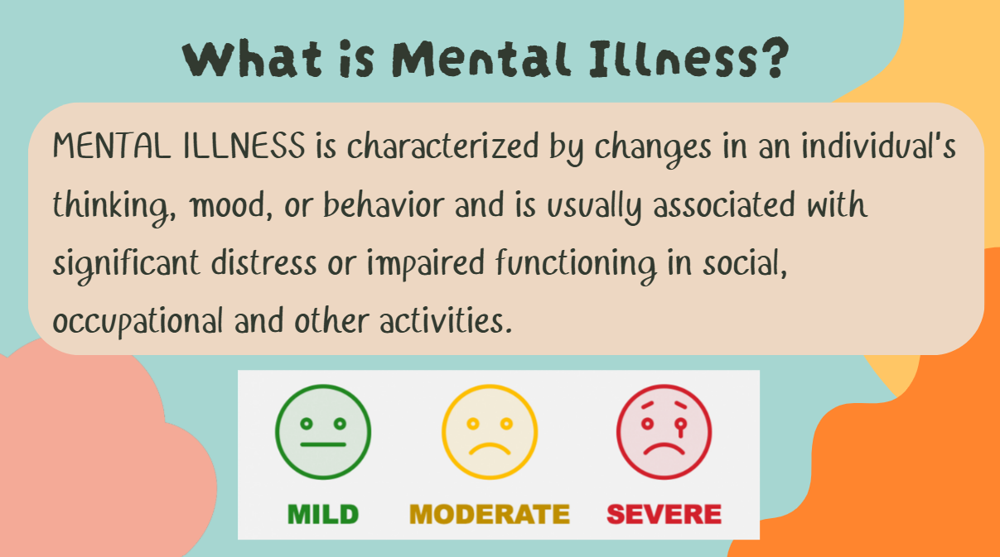 What is Mental Illness?
MENTAL ILLNESS is characterized by changes in an individual's
thinking, mood, or behavior and is usually associated with
significant distress or impaired functioning in social,
occupational and other activities.
MILD MODERATE SEVERE